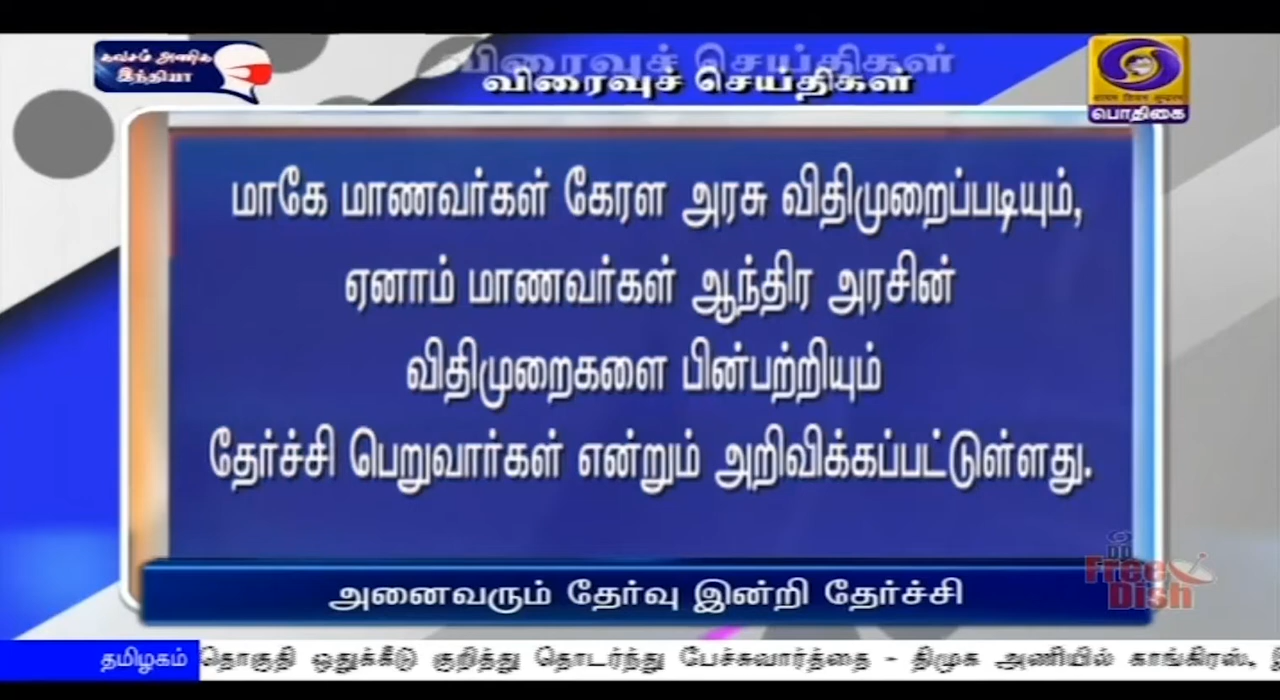 கவசம் அணிக
இந்தியா
விரைவுச் செய்திகள்
விரைவுச் செய்திகள்
பொதிகை
மாகே மாணவர்கள் கேரள அரசு விதிமுறைப்படியும்,
ஏனாம் மாணவர்கள் ஆந்திர அரசின்
விதிமுறைகளை பின்பற்றியும்
தேர்ச்சி பெறுவார்கள் என்றும் அறிவிக்கப்பட்டுள்ளது.
DD
Free
Dish
அனைவரும் தேர்வு இன்றி தேர்ச்சி
தமிழகம் தொகுதி ஒதுக்கீடு குறித்து தொடர்ந்து பேச்சுவார்த்தை - திமுக அணியில் காங்கிரஸ்,